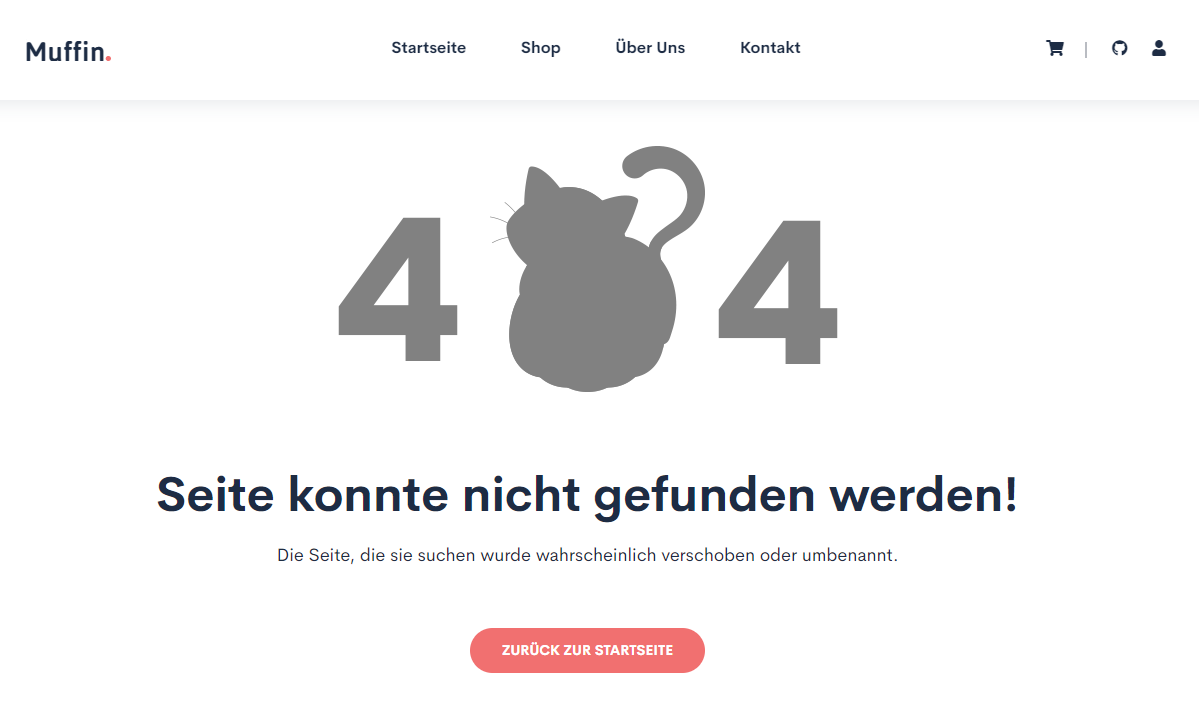 Muffin.
Startseite Shop Über Uns Kontakt
4 4
Seite konnte nicht gefunden werden!
Die Seite, die sie suchen wurde wahrscheinlich verschoben oder umbenannt.
ZURÜCK ZUR STARTSEITE